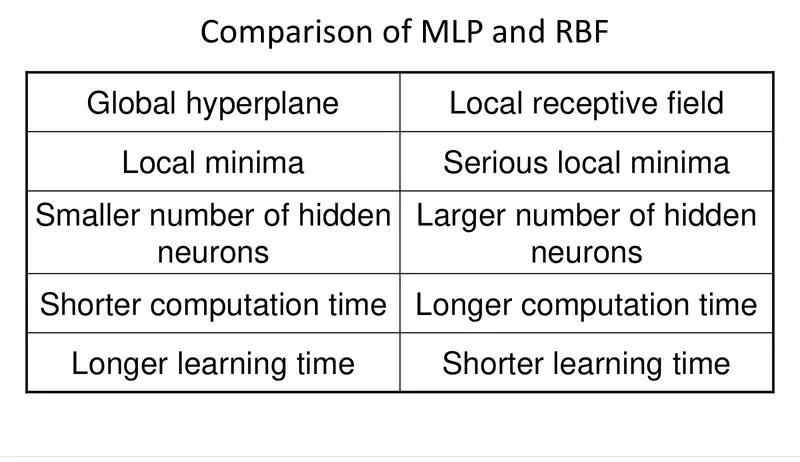 Comparison of MLP and RBF
Global hyperplane
Local receptive field
Local minima
Serious local minima
Smaller number of hidden
neurons
Larger number of hidden
neurons
Shorter computation time
Longer computation time
Longer learning time
Shorter learning time